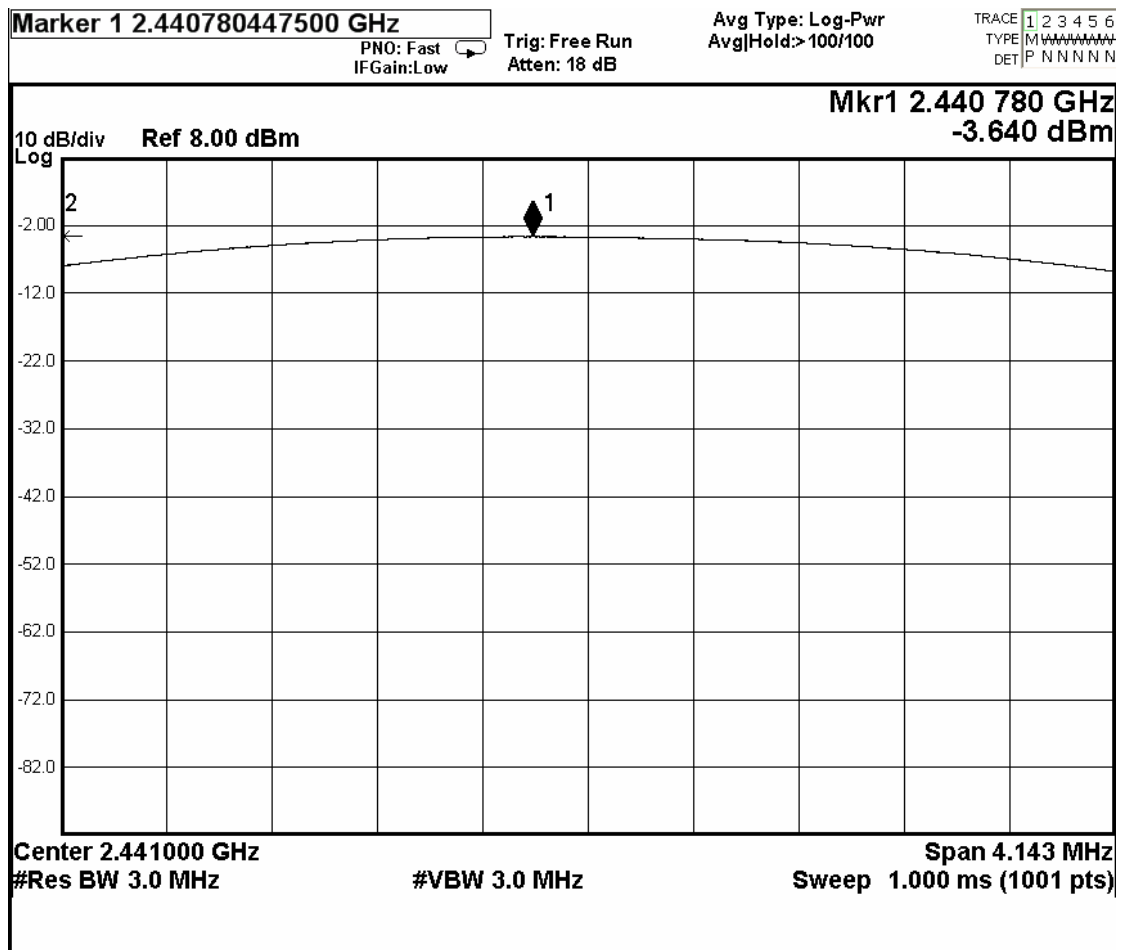 Marker 1 2.440780447500 GHz
PNO: Fast
IFGain:Low
Trig: Free Run
Atten: 18 dB
Avg Type: Log-Pwr
Avg|Hold:>100/100
TRACE 1 2 3 4 5 6
TYPE M
DET P N N N N N
Mkr1 2.440 780 GHz
-3.640 dBm
10 dB/div
Log
Ref 8.00 dBm
2
1
-2.00
-12.0
-22.0
-32.0
-42.0
-52.0
-62.0
-72.0
-82.0
Center 2.441000 GHz
Span 4.143 MHz
#Res BW 3.0 MHz
#VBW 3.0 MHz
Sweep 1.000 ms (1001 pts)